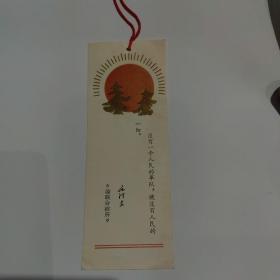 没有一个人民的军队，便没有人民的
一切。
毛泽东
《论联合政府》